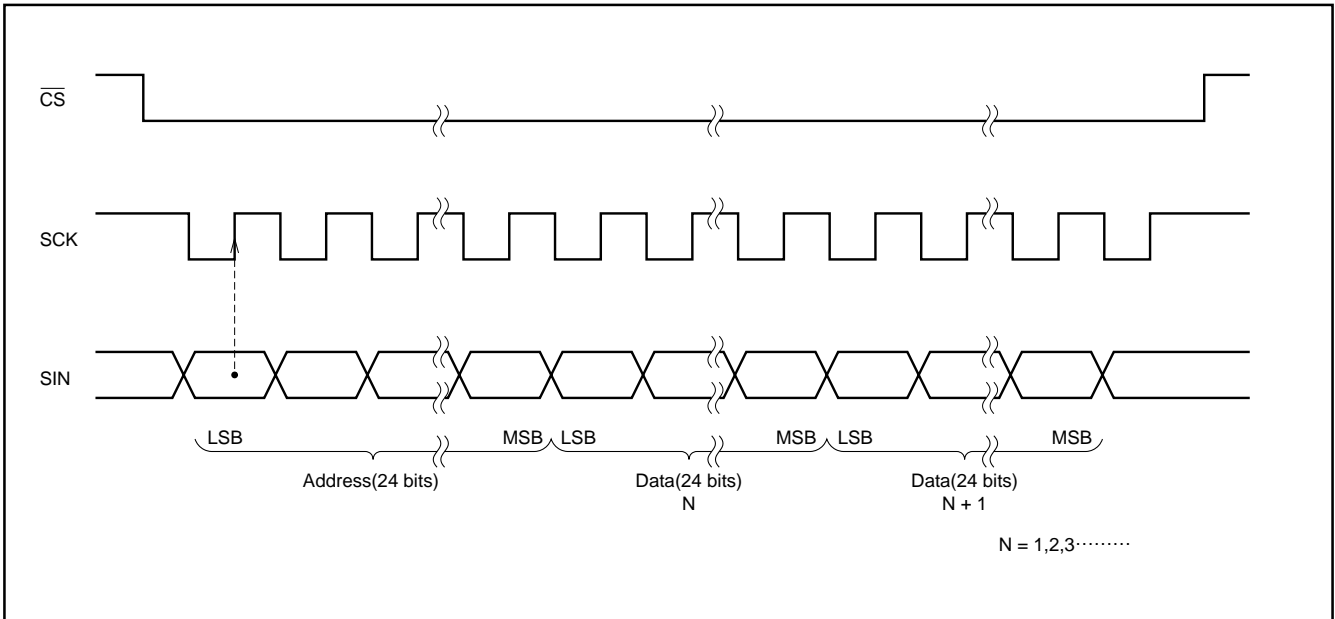 CS
SCK
SIN
LSB MSB LSB MSB LSB MSB
Address(24 bits) Data(24 bits) Data(24 bits)
N N + 1
N = 1,2,3·········